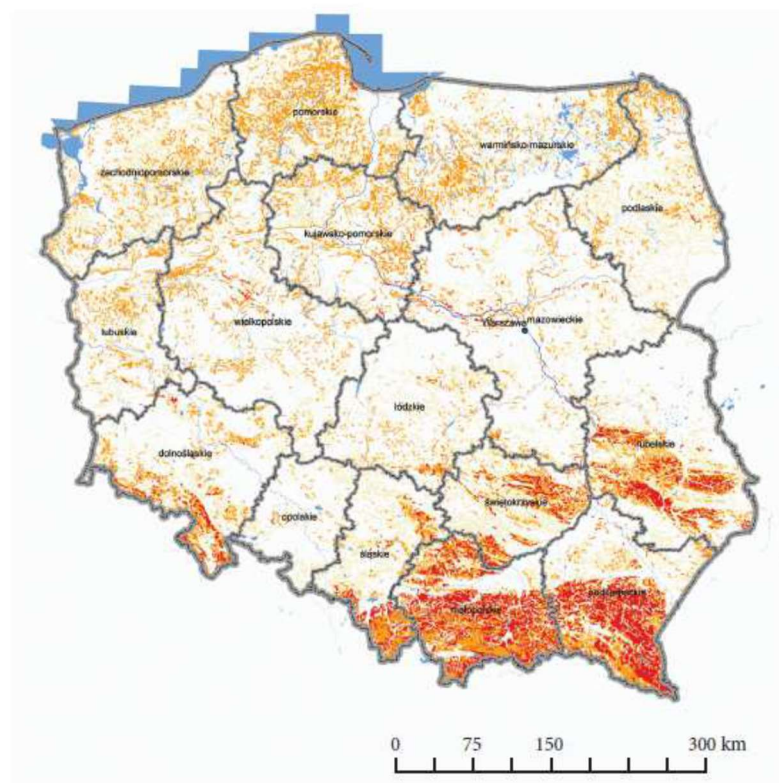 pomorskie
warmińsko-mazurskie
zachodniopomorskie
podlaskie
kujawsko-pomorskie
lubuskie
wielkopolskie
Warszawa
mazowieckie
łódzkie
lubelskie
dolnośląskie
świętokrzyskie
opolskie
śląskie
podkarpackie
małopolskie
0 75 150 300 km